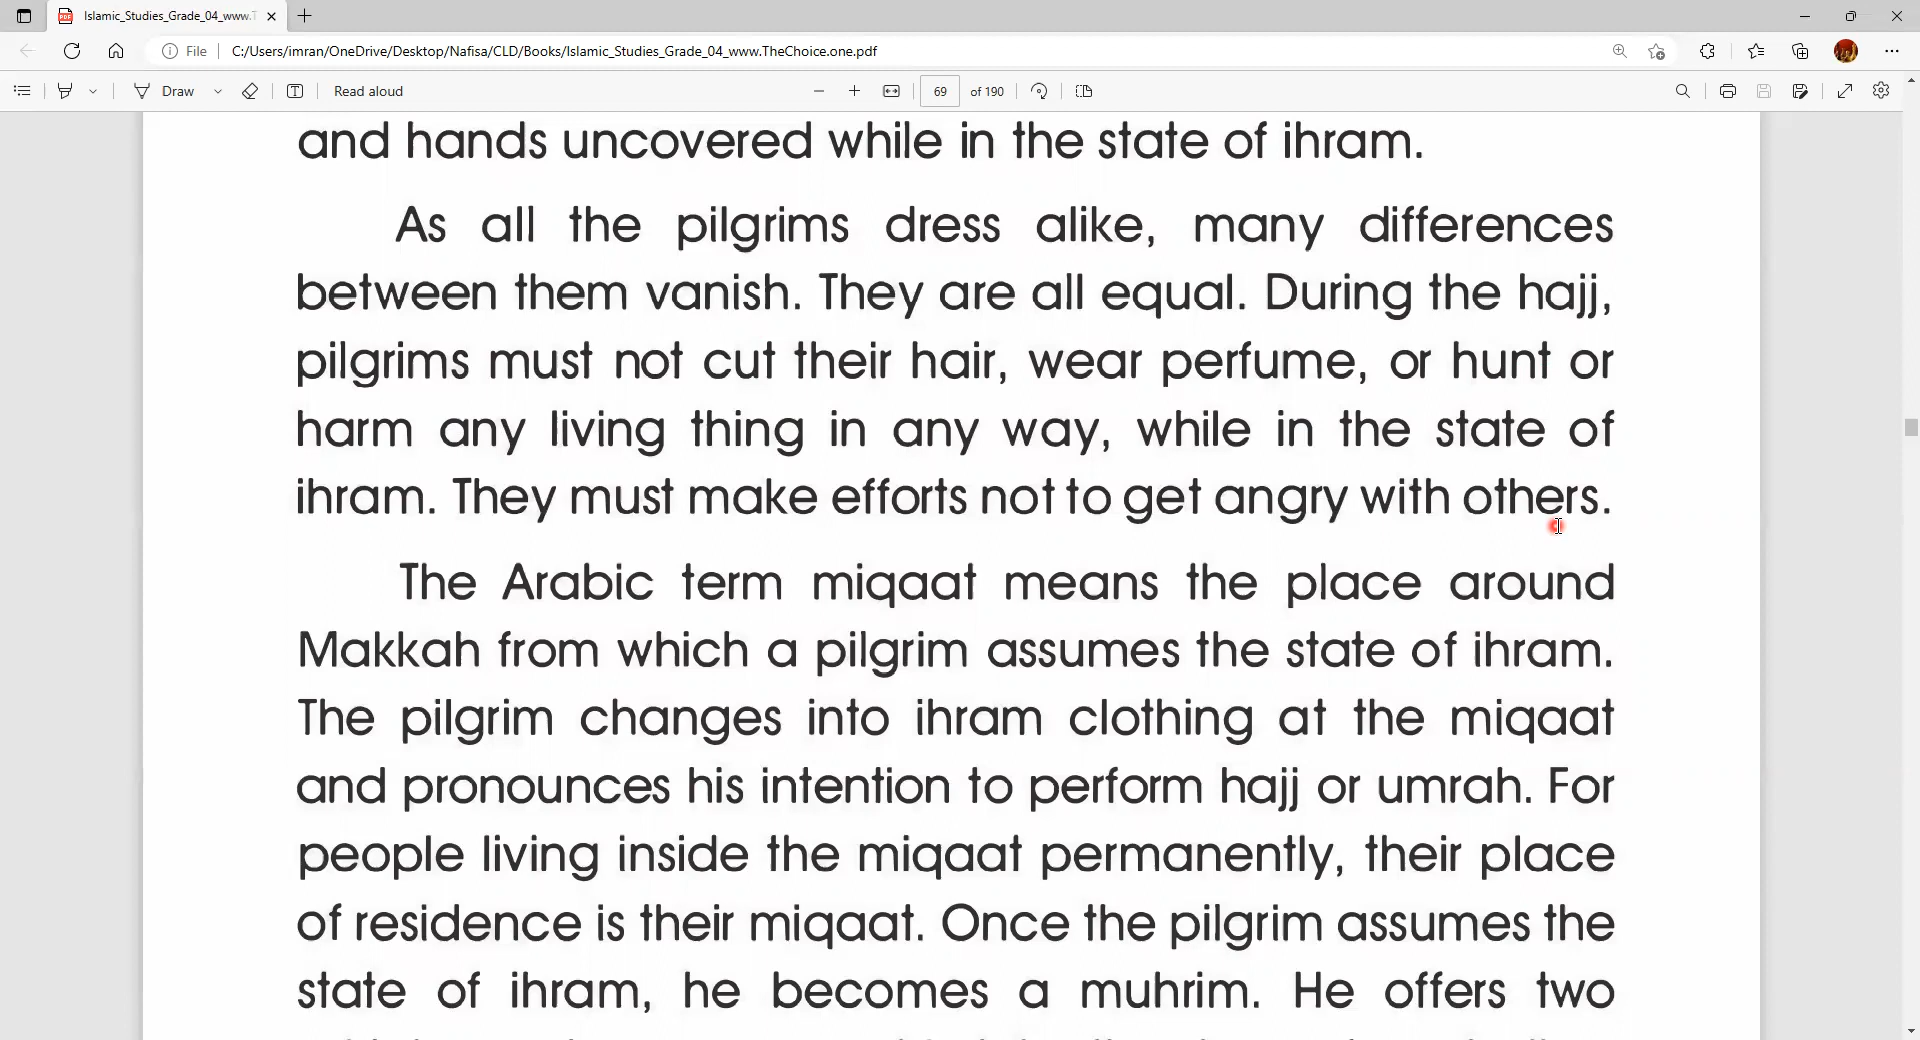 Islamic_Studies_Grade_04_www.T
File C:/Users/imran/OneDrive/Desktop/Nafisa/CLD/Books/Islamic_Studies_Grade_04_www.TheChoice.one.pdf
Draw Read aloud 69 of 190
and hands uncovered while in the state of ihram.
As all the pilgrims dress alike, many differences
between them vanish. They are all equal. During the hajj,
pilgrims must not cut their hair, wear perfume, or hunt or
harm any living thing in any way, while in the state of
ihram. They must make efforts not to get angry with others.
The Arabic term miqaat means the place around
Makkah from which a pilgrim assumes the state of ihram.
The pilgrim changes into ihram clothing at the miqaat
and pronounces his intention to perform hajj or umrah. For
people living inside the miqaat permanently, their place
of residence is their miqaat. Once the pilgrim assumes the
state of ihram, he becomes a muhrim. He offers two